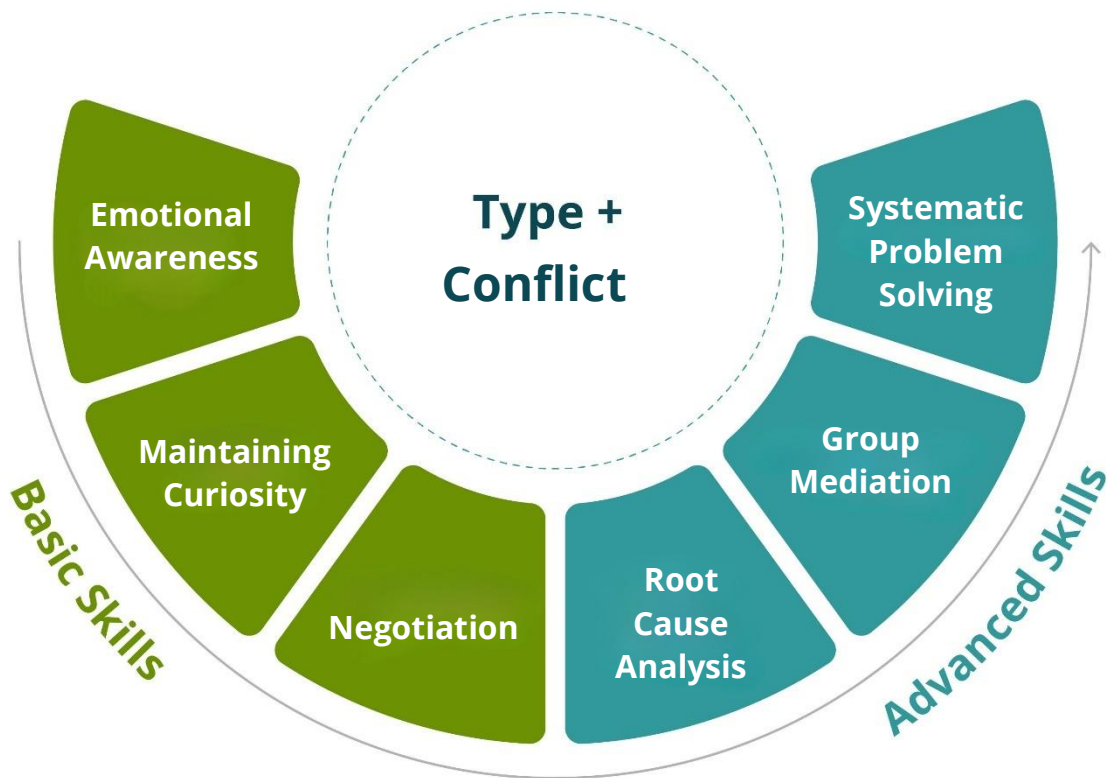 Type +
Conflict
Emotional
Awareness
Maintaining
Curiosity
Negotiation
Root
Cause
Analysis
Group
Mediation
Systematic
Problem
Solving
Basic Skills
Advanced Skills